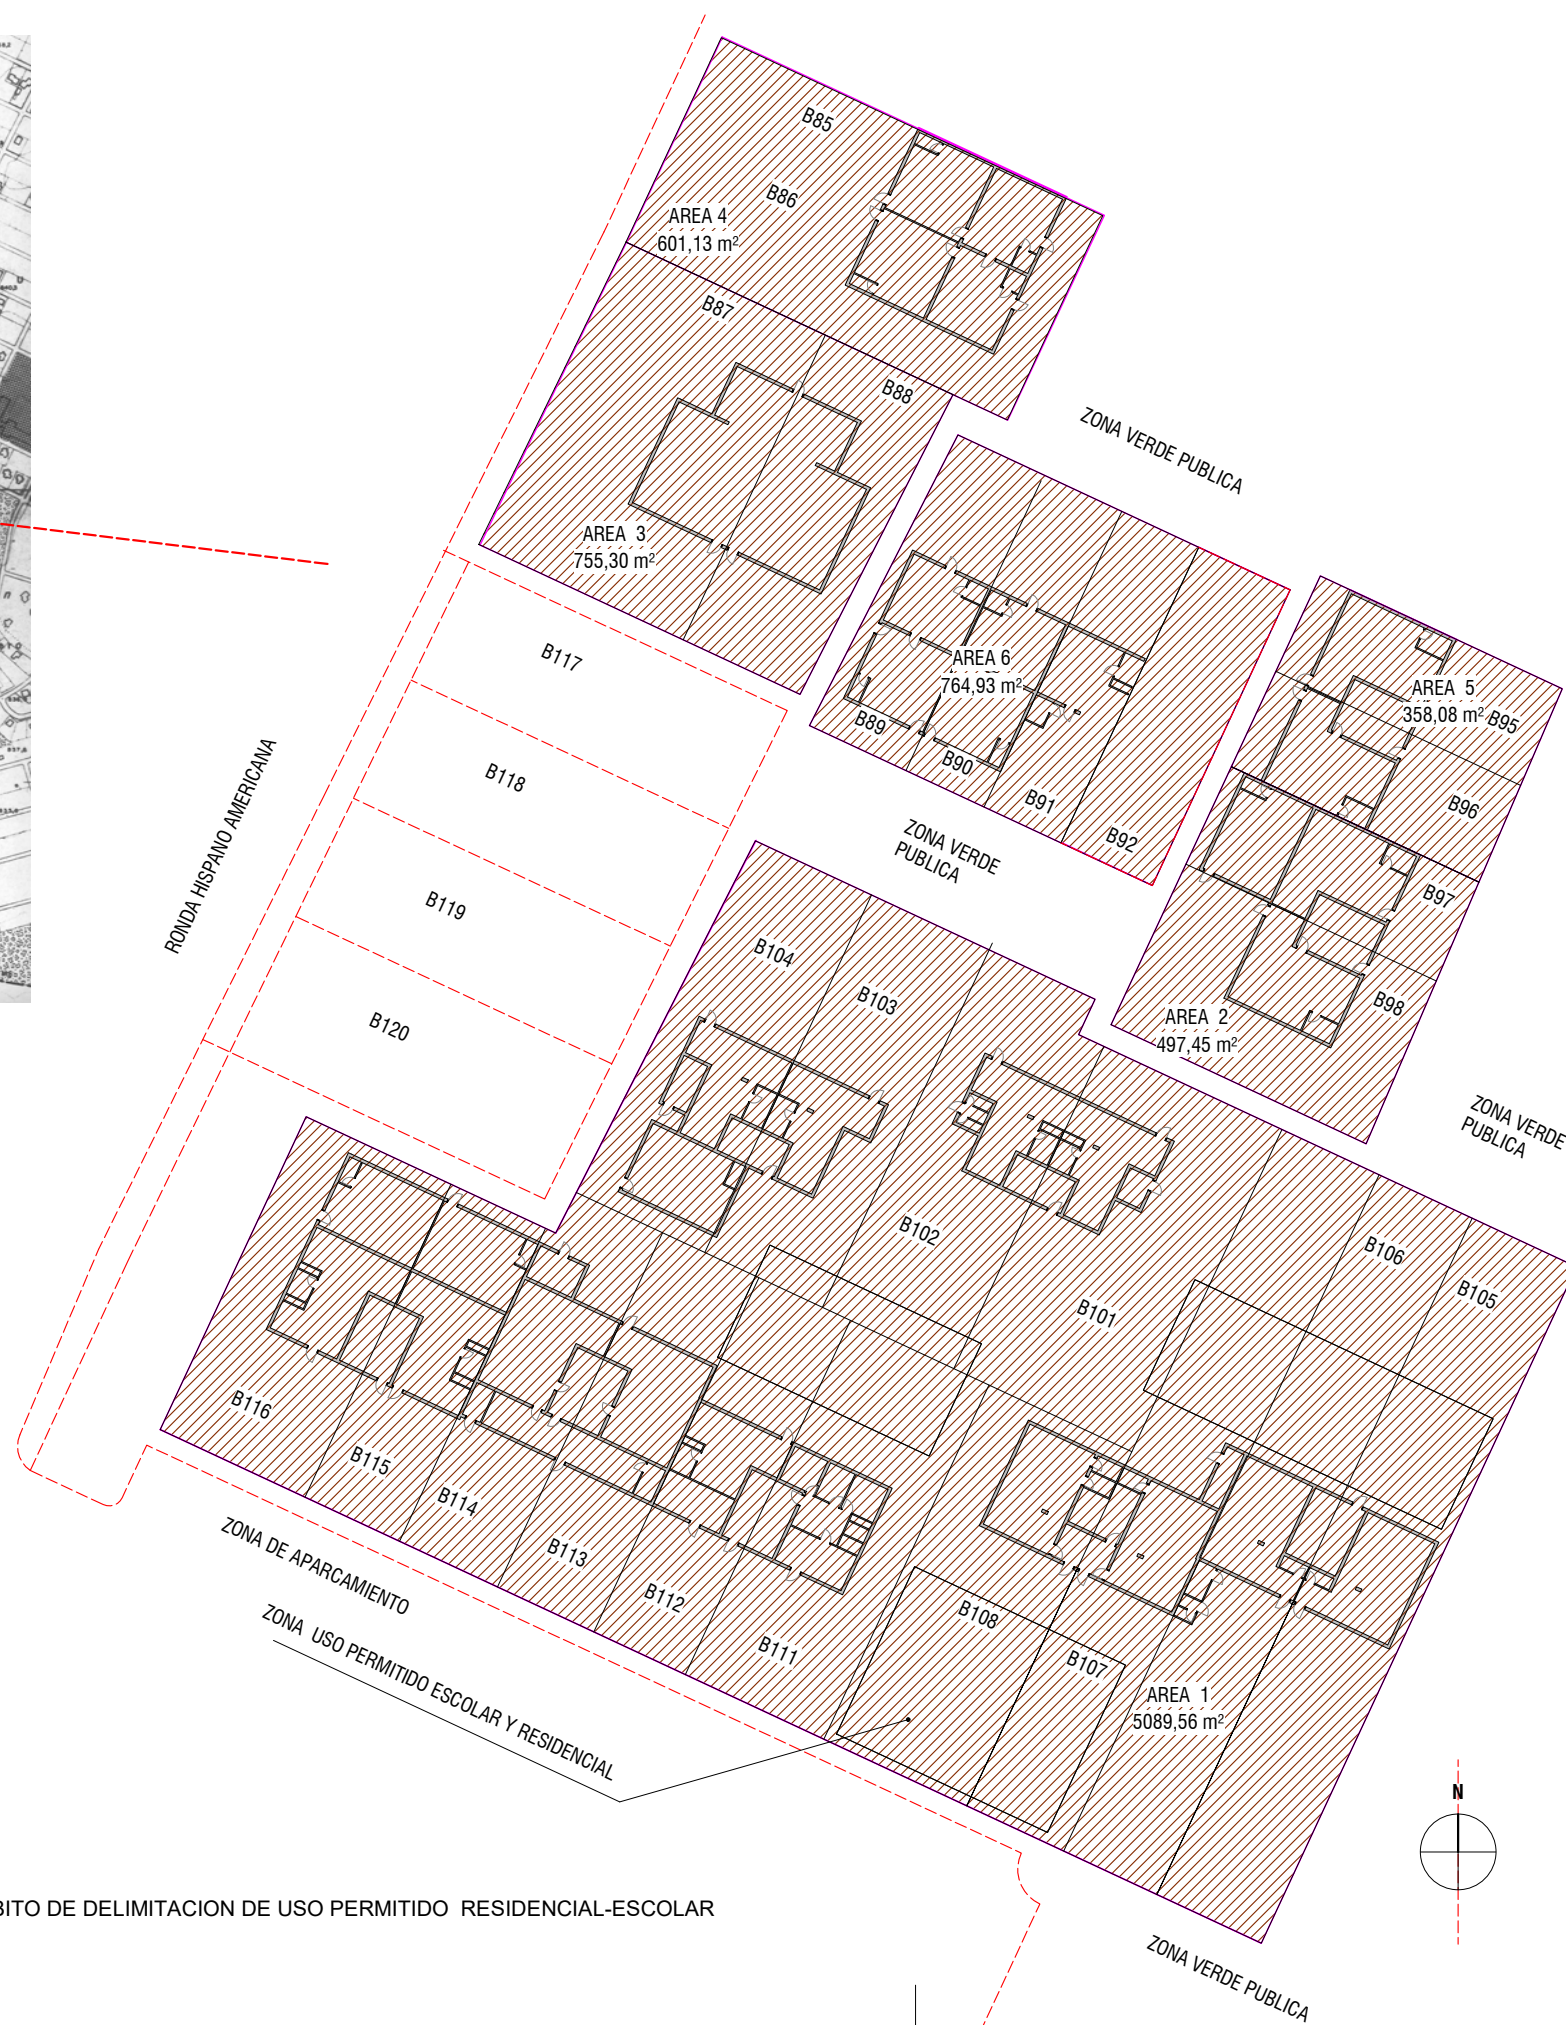 B85
B86
AREA 4
601,13 m²
B87
B88
ZONA VERDE PUBLICA
AREA 3
755,30 m²
B117
AREA 6
764,93 m²
AREA 5
358,08 m²
B95
B89
B90
B91
B92
B96
B118
ZONA VERDE
PUBLICA
B97
RONDA HISPANO AMERICANA
B119
B104
B103
B98
AREA 2
497,45 m²
B120
ZONA VERDE
PUBLICA
B102
B106
B101
B105
B116
B115
B114
B113
B112
B111
B108
B107
AREA 1
5089,56 m²
ZONA DE APARCAMIENTO
ZONA USO PERMITIDO ESCOLAR Y RESIDENCIAL
N
BITO DE DELIMITACION DE USO PERMITIDO RESIDENCIAL-ESCOLAR
ZONA VERDE PUBLICA